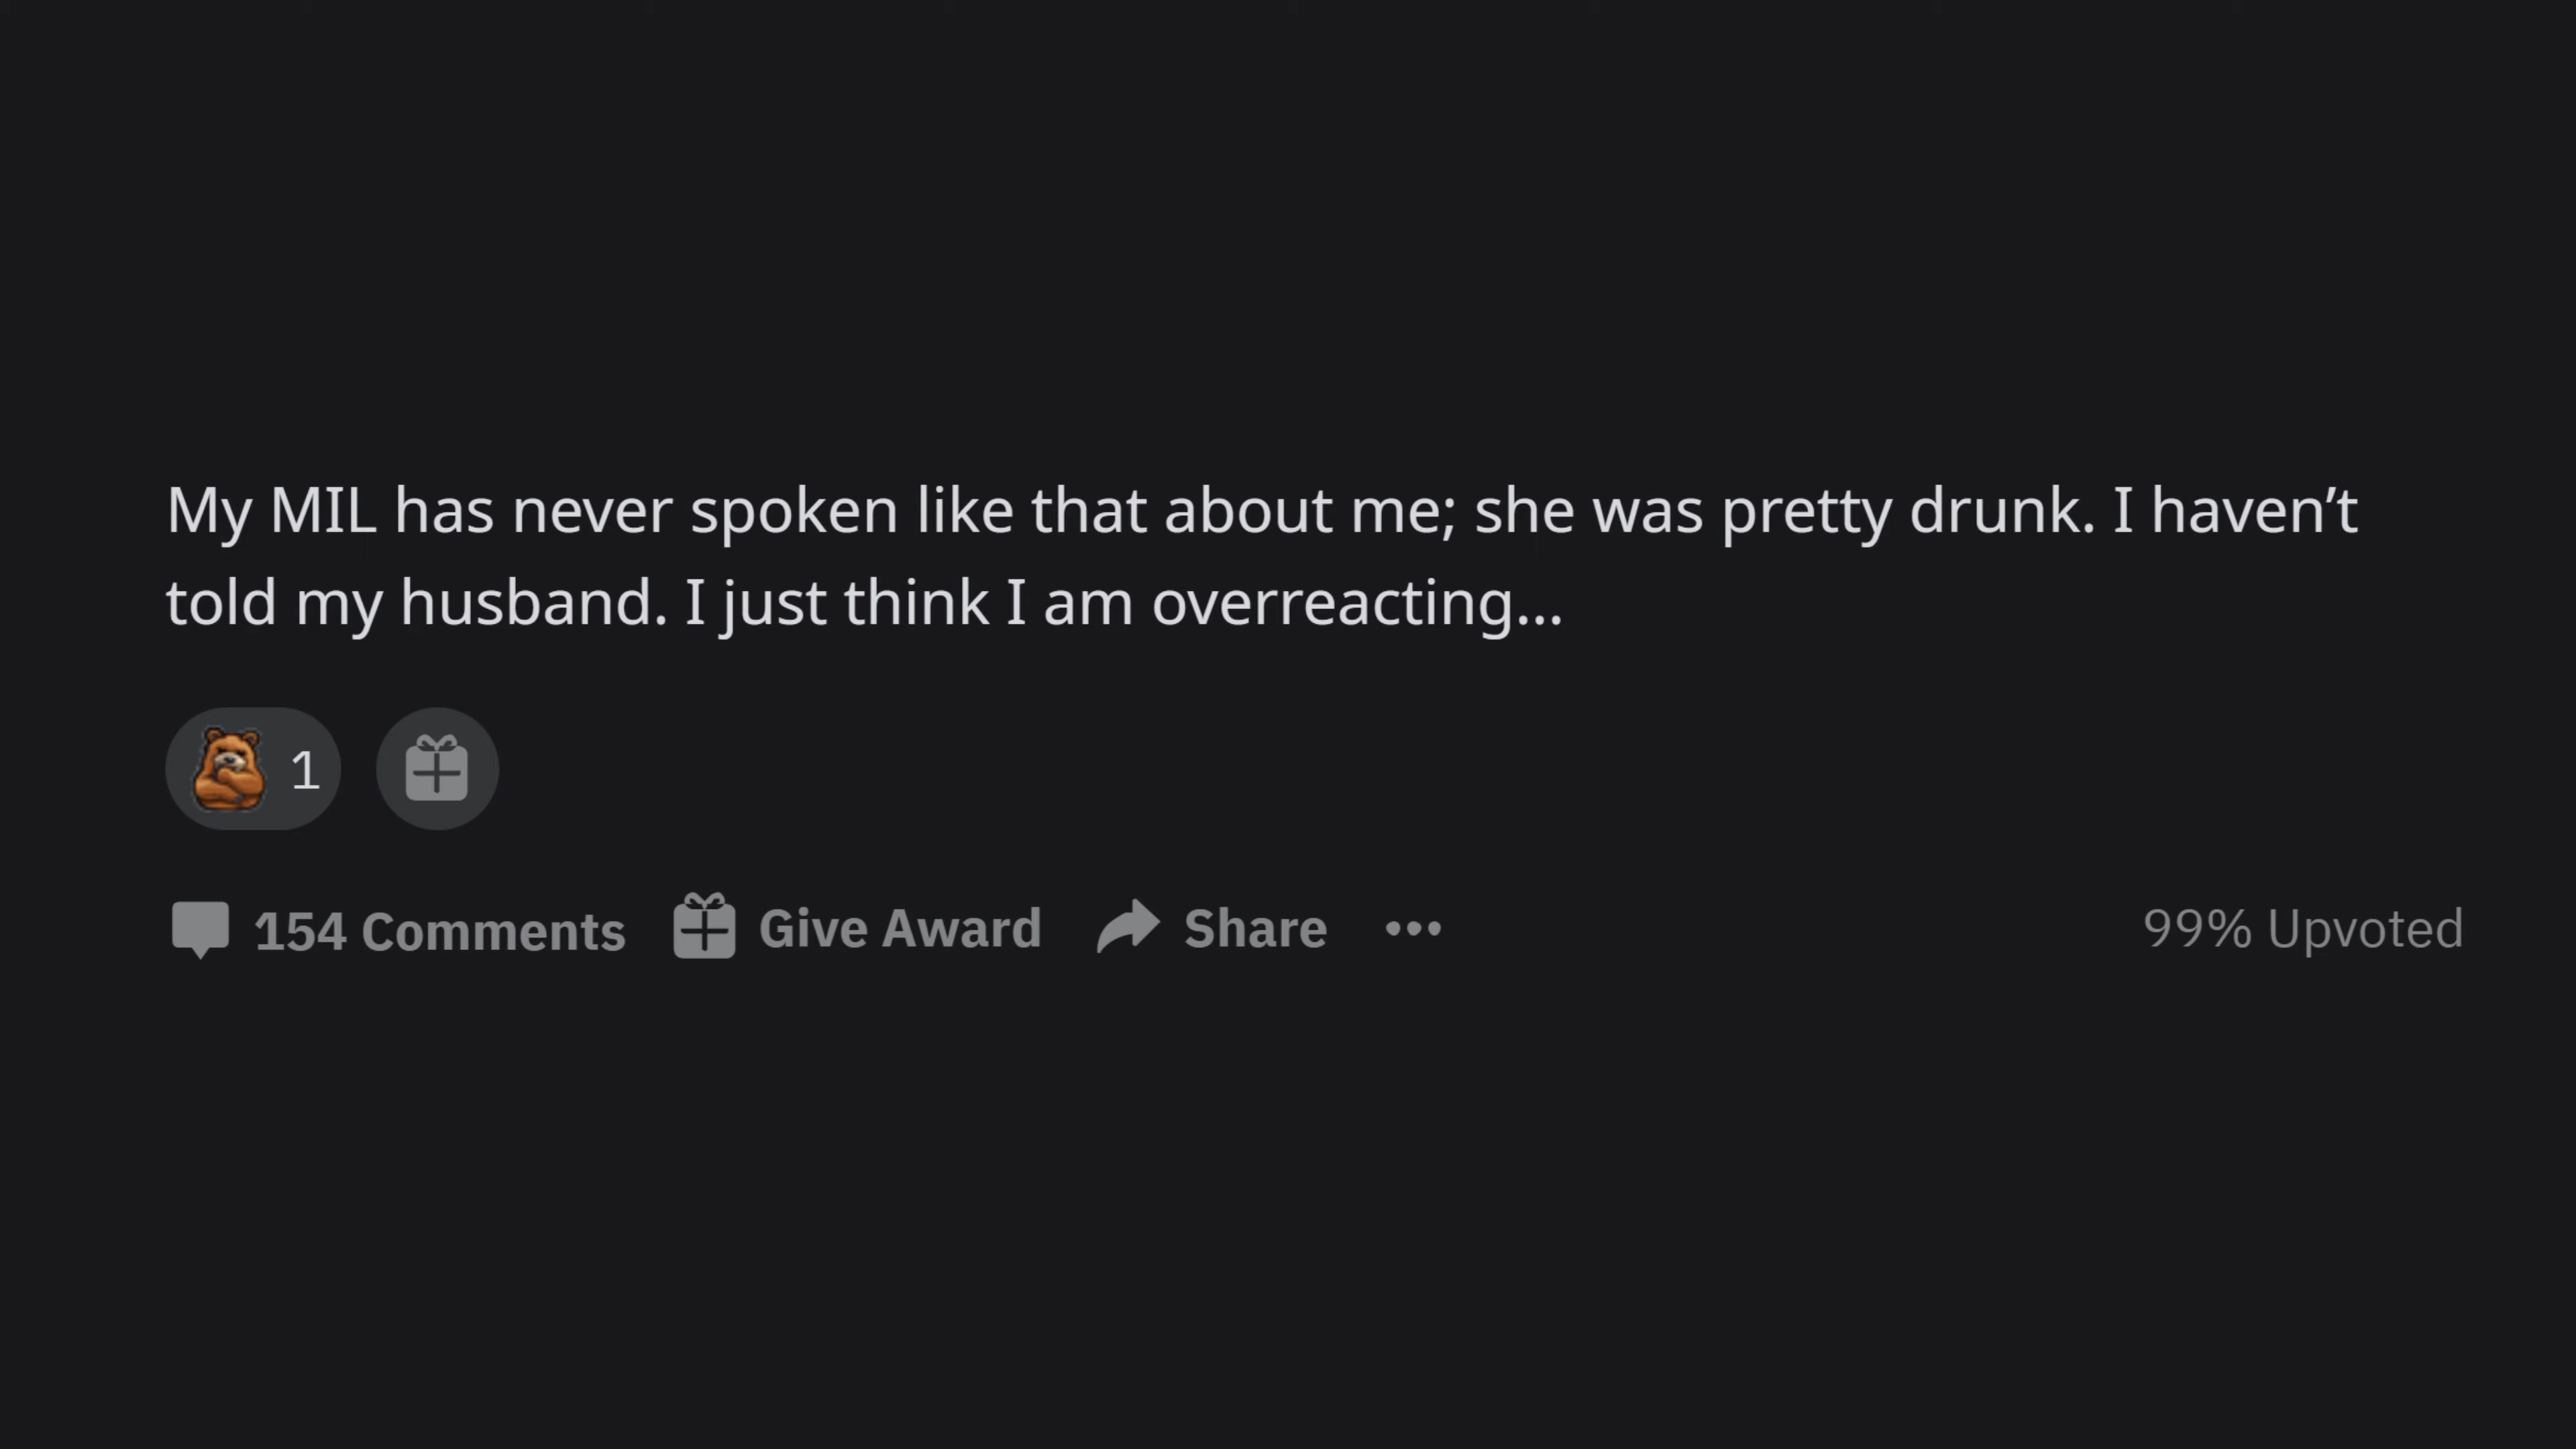 My MIL has never spoken like that about me; she was pretty drunk. I haven’t
told my husband. I just think I am overreacting...
1
154 Comments Give Award Share ••• 99% Upvoted